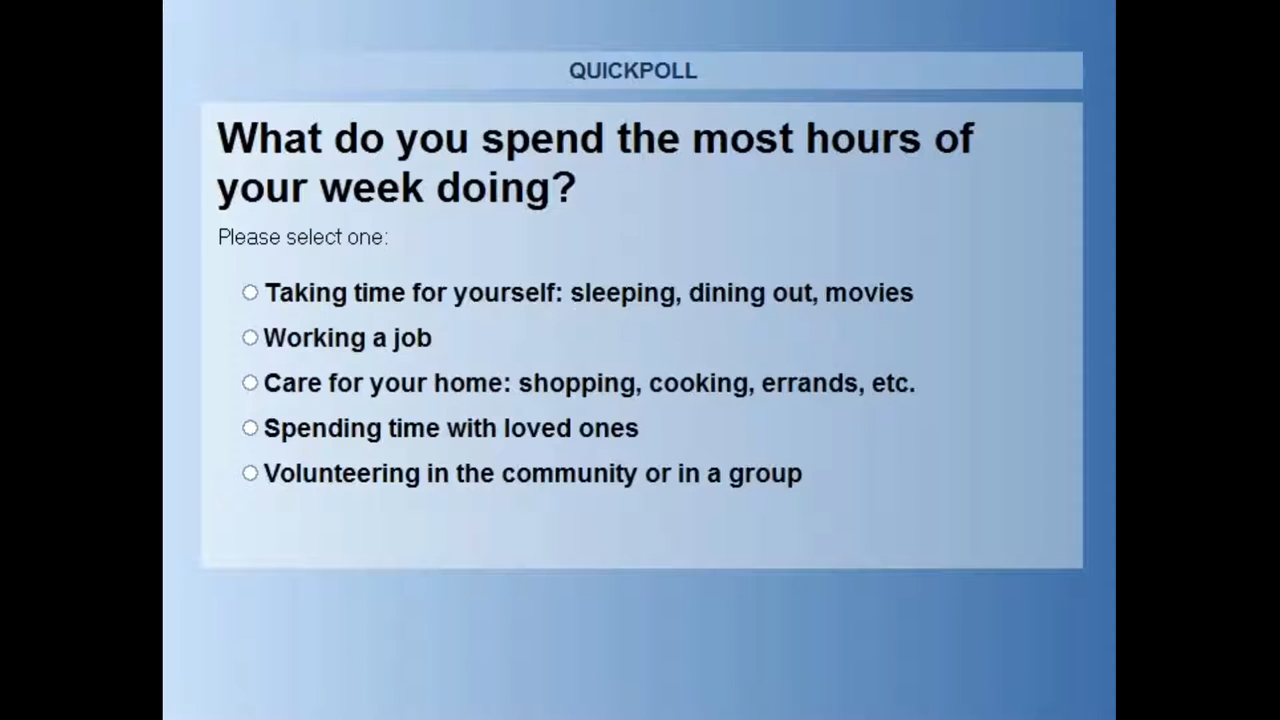 QUICKPOLL
What do you spend the most hours of
your week doing?
Please select one:
Taking time for yourself: sleeping, dining out, movies
Working a job
Care for your home: shopping, cooking, errands, etc.
Spending time with loved ones
Volunteering in the community or in a group